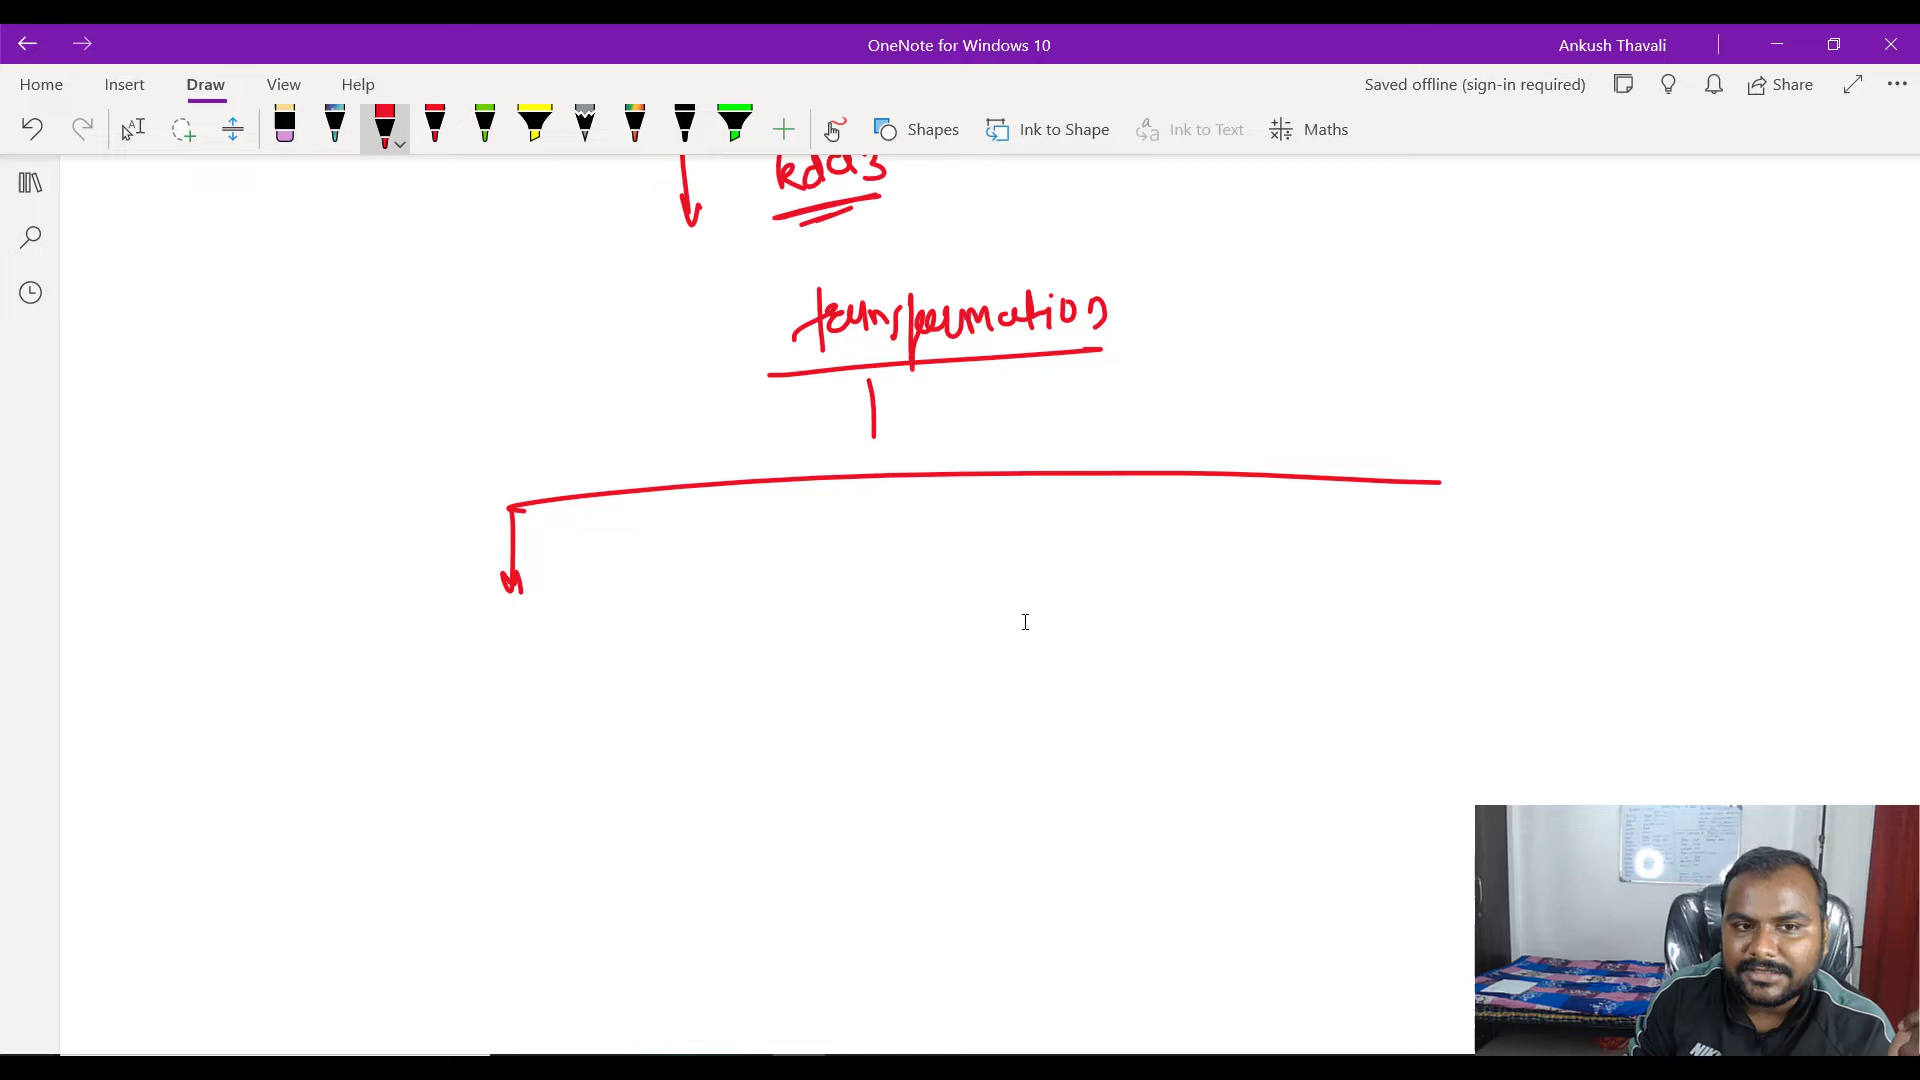 OneNote for Windows 10
Ankush Thavali
Home Insert Draw View Help
Saved offline (sign-in required) Share
Shapes Ink to Shape Ink to Text Maths
transformation